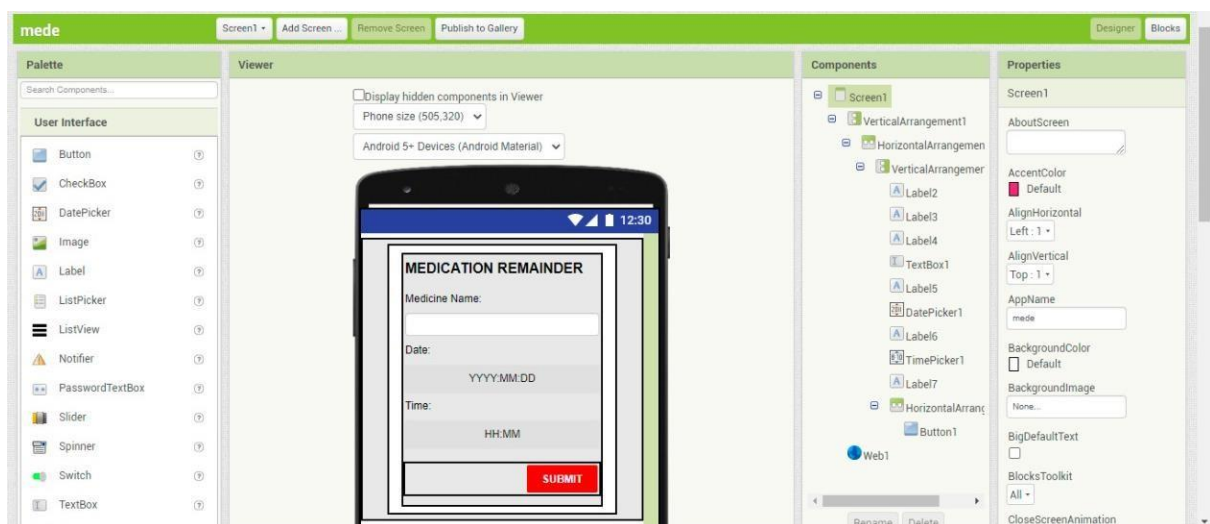 mede
Screen1
Add Screen ...
Remove Screen
Publish to Gallery
Designer
Blocks
Palette
Search Components...
User Interface
Button
CheckBox
DatePicker
Image
Label
ListPicker
ListView
Notifier
PasswordTextBox
Slider
Spinner
Switch
TextBox
Viewer
Display hidden components in Viewer
Phone size (505,320)
Android 5+ Devices (Android Material)
12:30
MEDICATION REMAINDER
Medicine Name:
Date:
YYYY:MM:DD
Time:
HH:MM
SUBMIT
Components
Screen1
VerticalArrangement1
HorizontalArrangemen
VerticalArrangemer
Label2
Label3
Label4
TextBox1
Label5
DatePicker1
Label6
TimePicker1
Label7
HorizontalArrang
Button1
Web1
Rename Delete
Properties
Screen1
AboutScreen
AccentColor
Default
AlignHorizontal
Left : 1
AlignVertical
Top : 1
AppName
mede
BackgroundColor
Default
BackgroundImage
None...
BigDefaultText
BlocksToolkit
All
CloseScreenAnimation